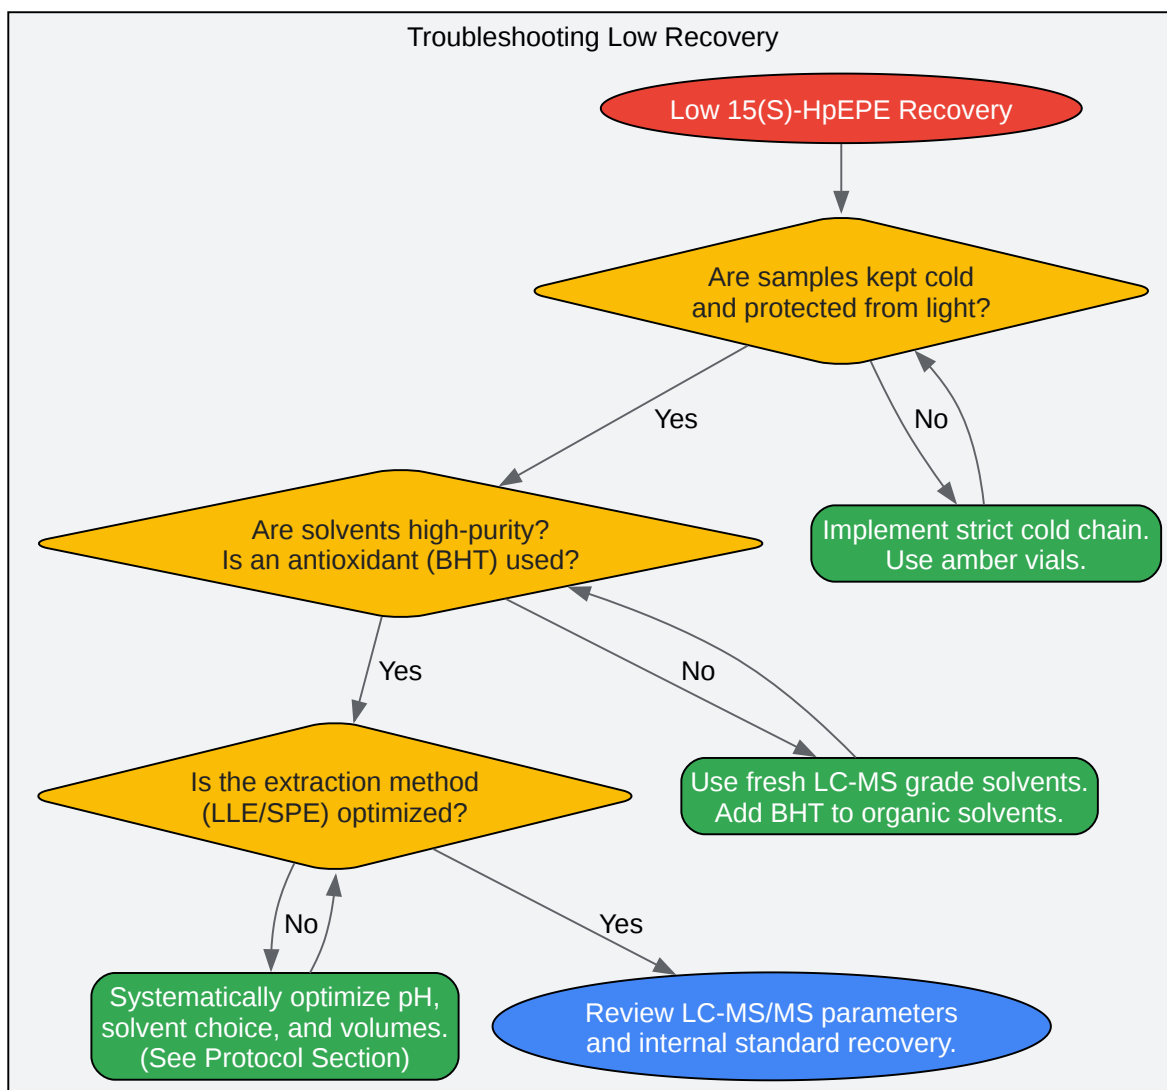 Troubleshooting Low Recovery
Low 15(S)-HpEPE Recovery
Are samples kept cold
and protected from light?
Yes
No
Are solvents high-purity?
Is an antioxidant (BHT) used?
Implement strict cold chain.
Use amber vials.
Yes
No
Is the extraction method
(LLE/SPE) optimized?
Use fresh LC-MS grade solvents.
Add BHT to organic solvents.
No
Yes
Systematically optimize pH,
solvent choice, and volumes.
(See Protocol Section)
Review LC-MS/MS parameters
and internal standard recovery.